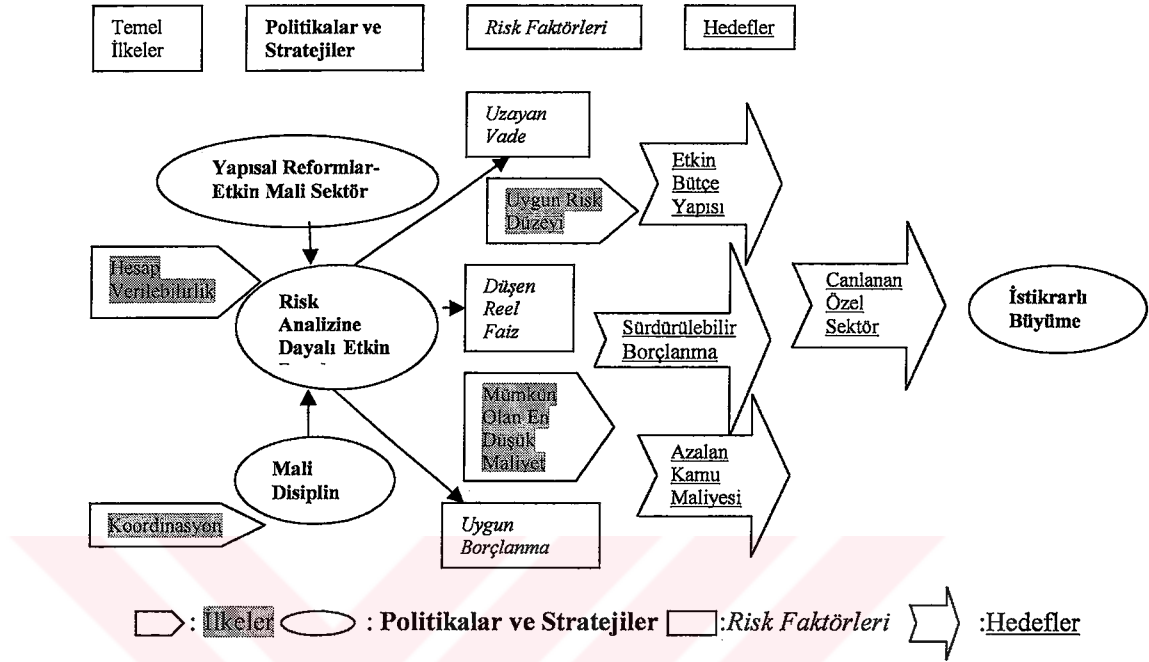 Temel
İlkeler
Politikalar ve
Stratejiler
Risk Faktörleri
Hedefler
Uzayan
Vade
Yapısal Reformlar-
Etkin Mali Sektör
Etkin
Bütçe
Yapısı
Uygun Risk
Düzeyi
Hesap
Verilebilirlik
Risk
Analizine
Dayalı Etkin
Düşen
Reel
Faiz
Sürdürülebilir
Borçlanma
Canlanan
Özel
Sektör
İstikrarlı
Büyüme
Mümkün
Olan En
Düşük
Maliyet
Mali
Disiplin
Azalan
Kamu
Maliyesi
Koordinasyon
Uygun
Borçlanma
: İlkeler : Politikalar ve Stratejiler :Risk Faktörleri :Hedefler